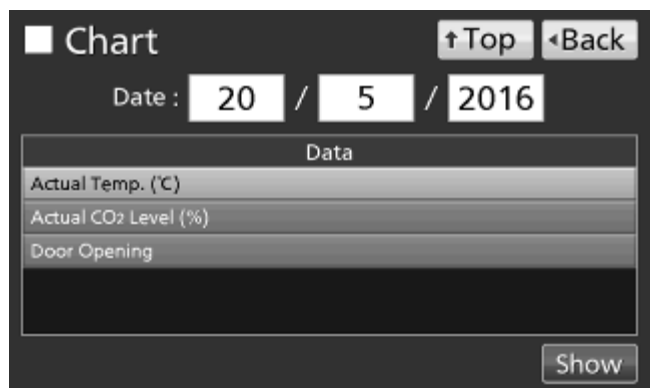 Chart ↑Top ◂Back
Date : 20 / 5 / 2016
Data
Actual Temp. (℃)
Actual CO2 Level (%)
Door Opening
Show